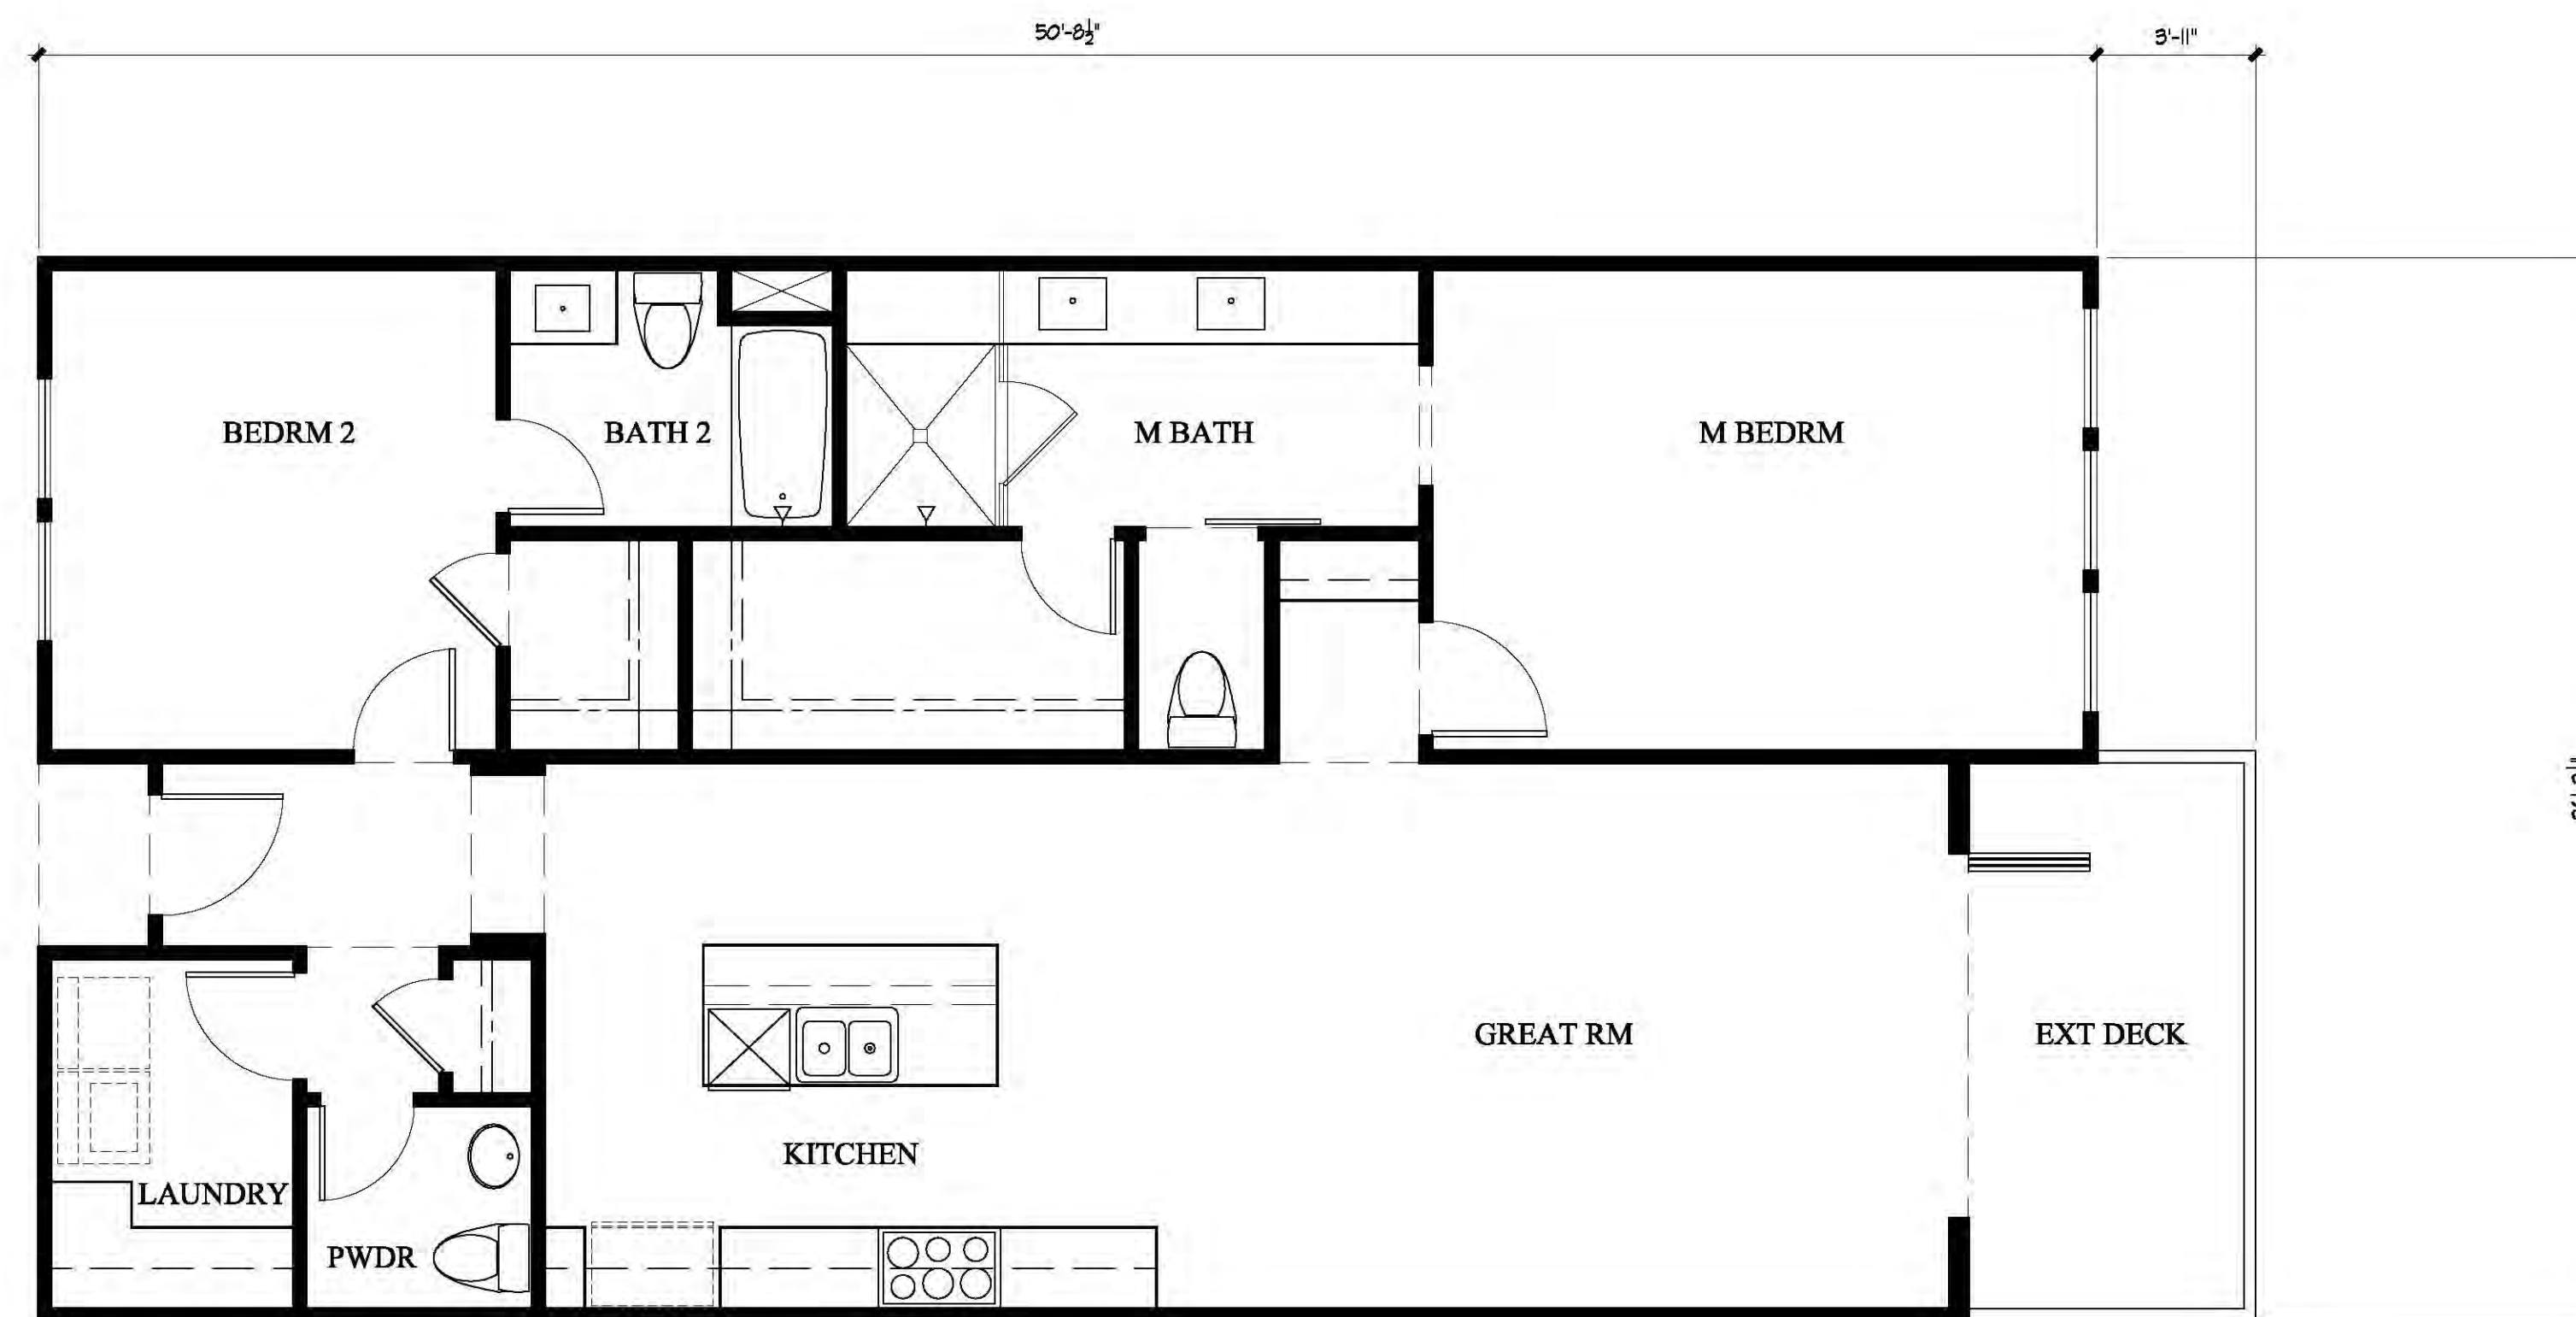 50'-8½"
3'-11"
BEDRM 2
BATH 2
M BATH
M BEDRM
GREAT RM
EXT DECK
KITCHEN
LAUNDRY
PWDR